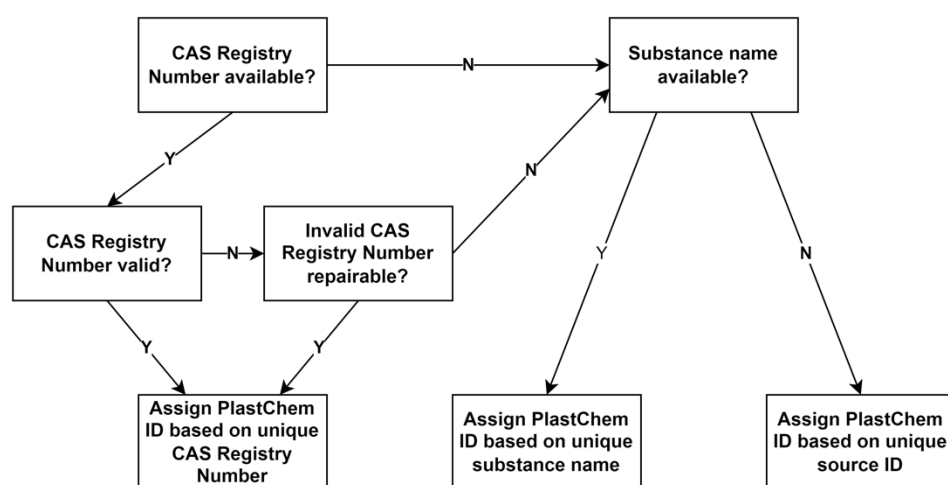 CAS Registry
Number available?
N
Substance name
available?
Y
N
CAS Registry
Number valid?
N
Invalid CAS
Registry Number
repairable?
Y
N
Y
Y
Assign PlastChem
ID based on unique
CAS Registry
Number
Assign PlastChem
ID based on unique
substance name
Assign PlastChem
ID based on unique
source ID